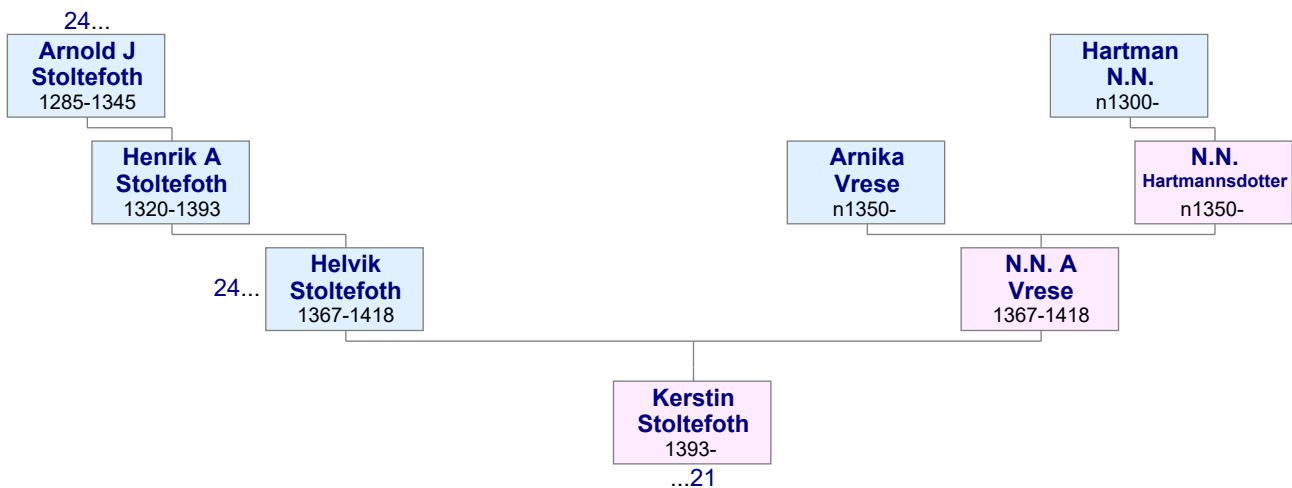 24...
Arnold J
Stoltefoth
1285-1345
Hartman
N.N.
n1300-
Henrik A
Stoltefoth
1320-1393
Arnika
Vrese
n1350-
N.N.
Hartmannsdotter
n1350-
24...
Helvik
Stoltefoth
1367-1418
N.N. A
Vrese
1367-1418
Kerstin
Stoltefoth
1393-
...21